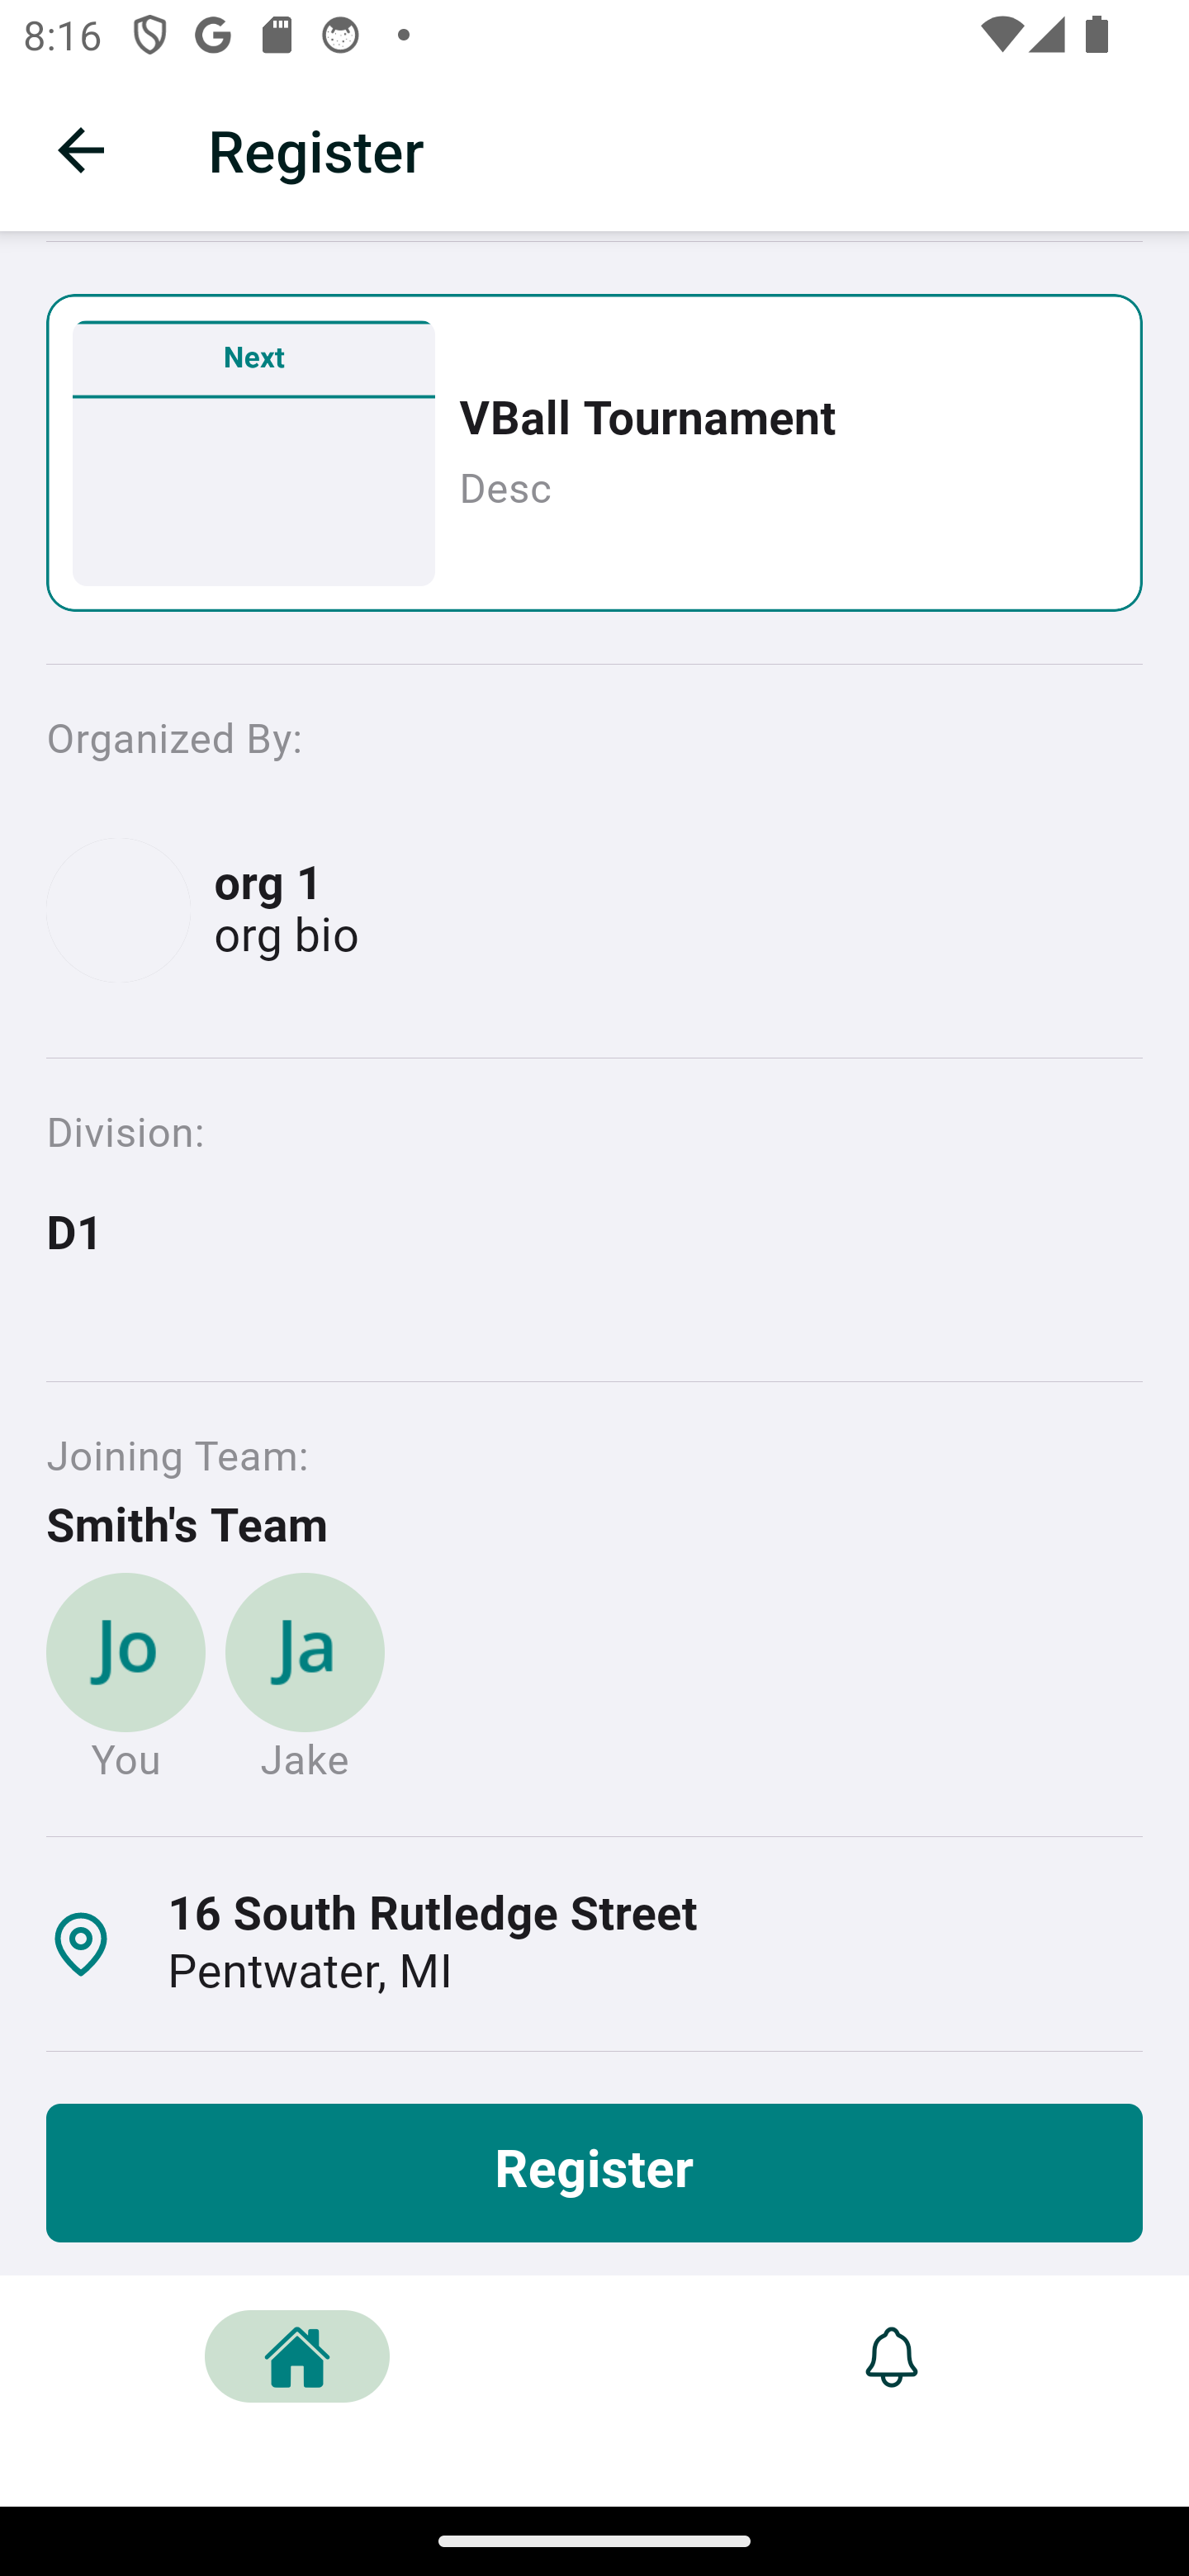 8:16
Register
Next
VBall Tournament
Desc
Organized By:
org 1
org bio
Division:
D1
Joining Team:
Smith's Team
Jo Ja
You Jake
16 South Rutledge Street
Pentwater, MI
Register